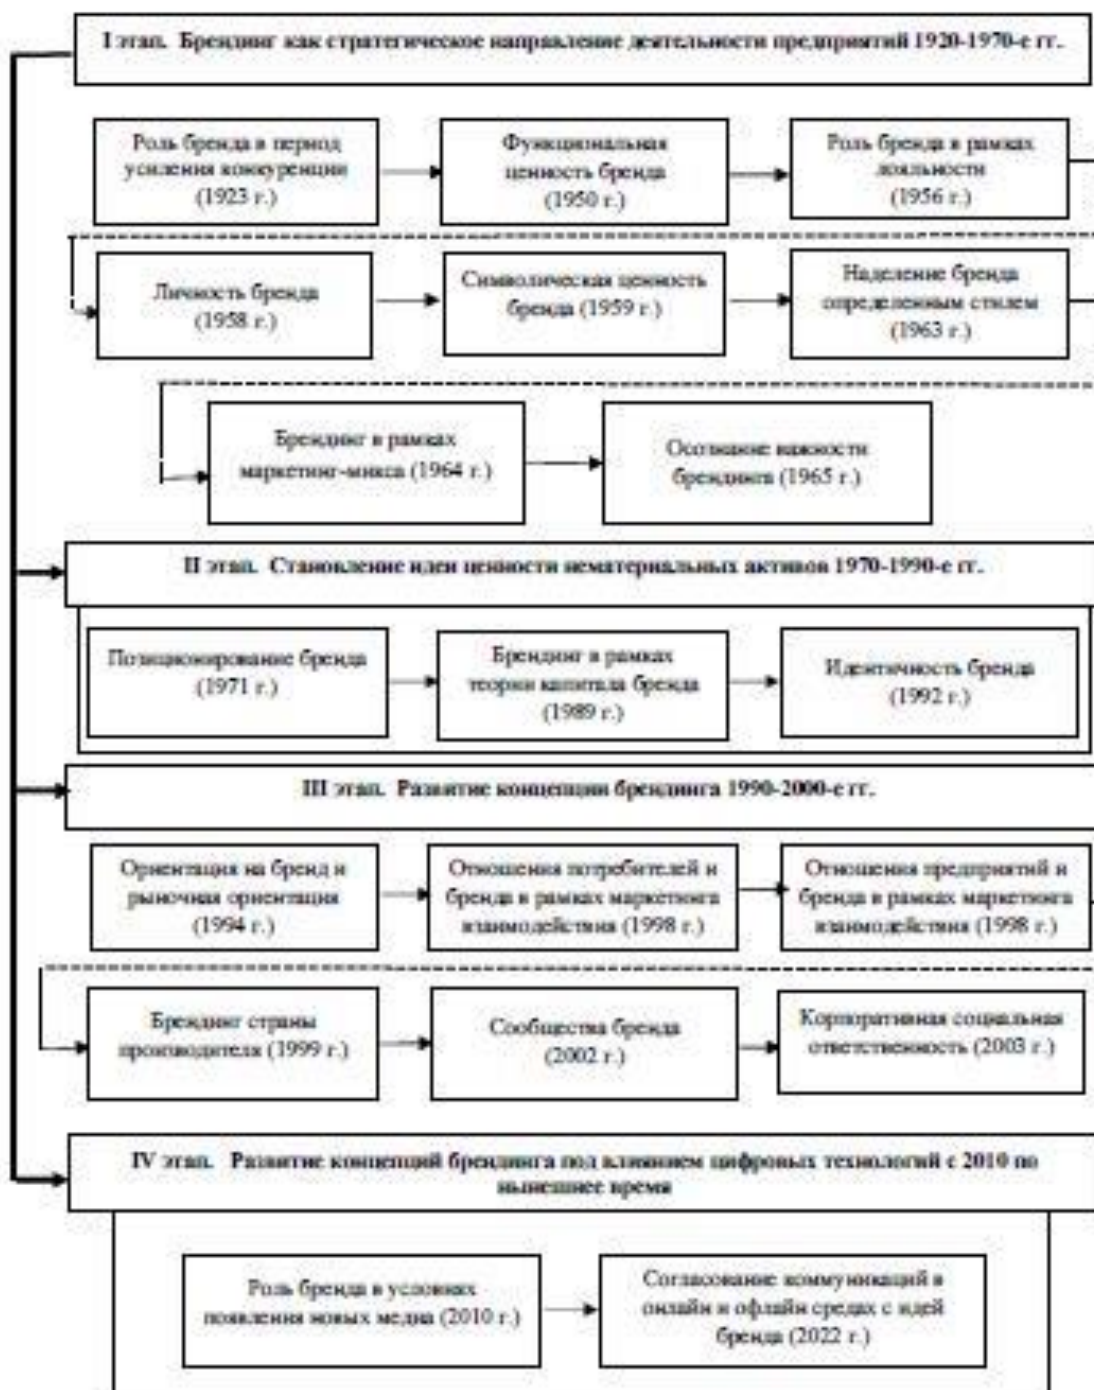 I этап. Брендинг как стратегическое направление деятельности предприятий 1920-1970-е гг.
Роль бренда в период
усиления конкуренции
(1923 г.)
Функциональная
ценность бренда
(1950 г.)
Роль бренда в рамках
лояльности
(1956 г.)
Личность бренда
(1958 г.)
Символическая ценность
бренда (1959 г.)
Наделение бренда
определенным стилем
(1963 г.)
Брендинг в рамках
маркетинг-микса (1964 г.)
Осознание важности
брендинга (1965 г.)
II этап. Становление идеи ценности нематериальных активов 1970-1990-е гг.
Позиционирование бренда
(1971 г.)
Брендинг в рамках
теории капитала бренда
(1989 г.)
Идентичность бренда
(1992 г.)
III этап. Развитие концепции брендинга 1990-2000-е гг.
Ориентация на бренд и
рыночная ориентация
(1994 г.)
Отношения потребителей и
бренда в рамках маркетинга
взаимодействия (1998 г.)
Отношения предприятий и
бренда в рамках маркетинга
взаимодействия (1998 г.)
Брендинг страны
производителя (1999 г.)
Сообщества бренда
(2002 г.)
Корпоративная социальная
ответственность (2003 г.)
IV этап. Развитие концепций брендинга под влиянием цифровых технологий с 2010 по
нынешнее время
Роль бренда в условиях
появления новых медиа (2010 г.)
Согласование коммуникаций в
онлайн и офлайн средах с идей
бренда (2022 г.)